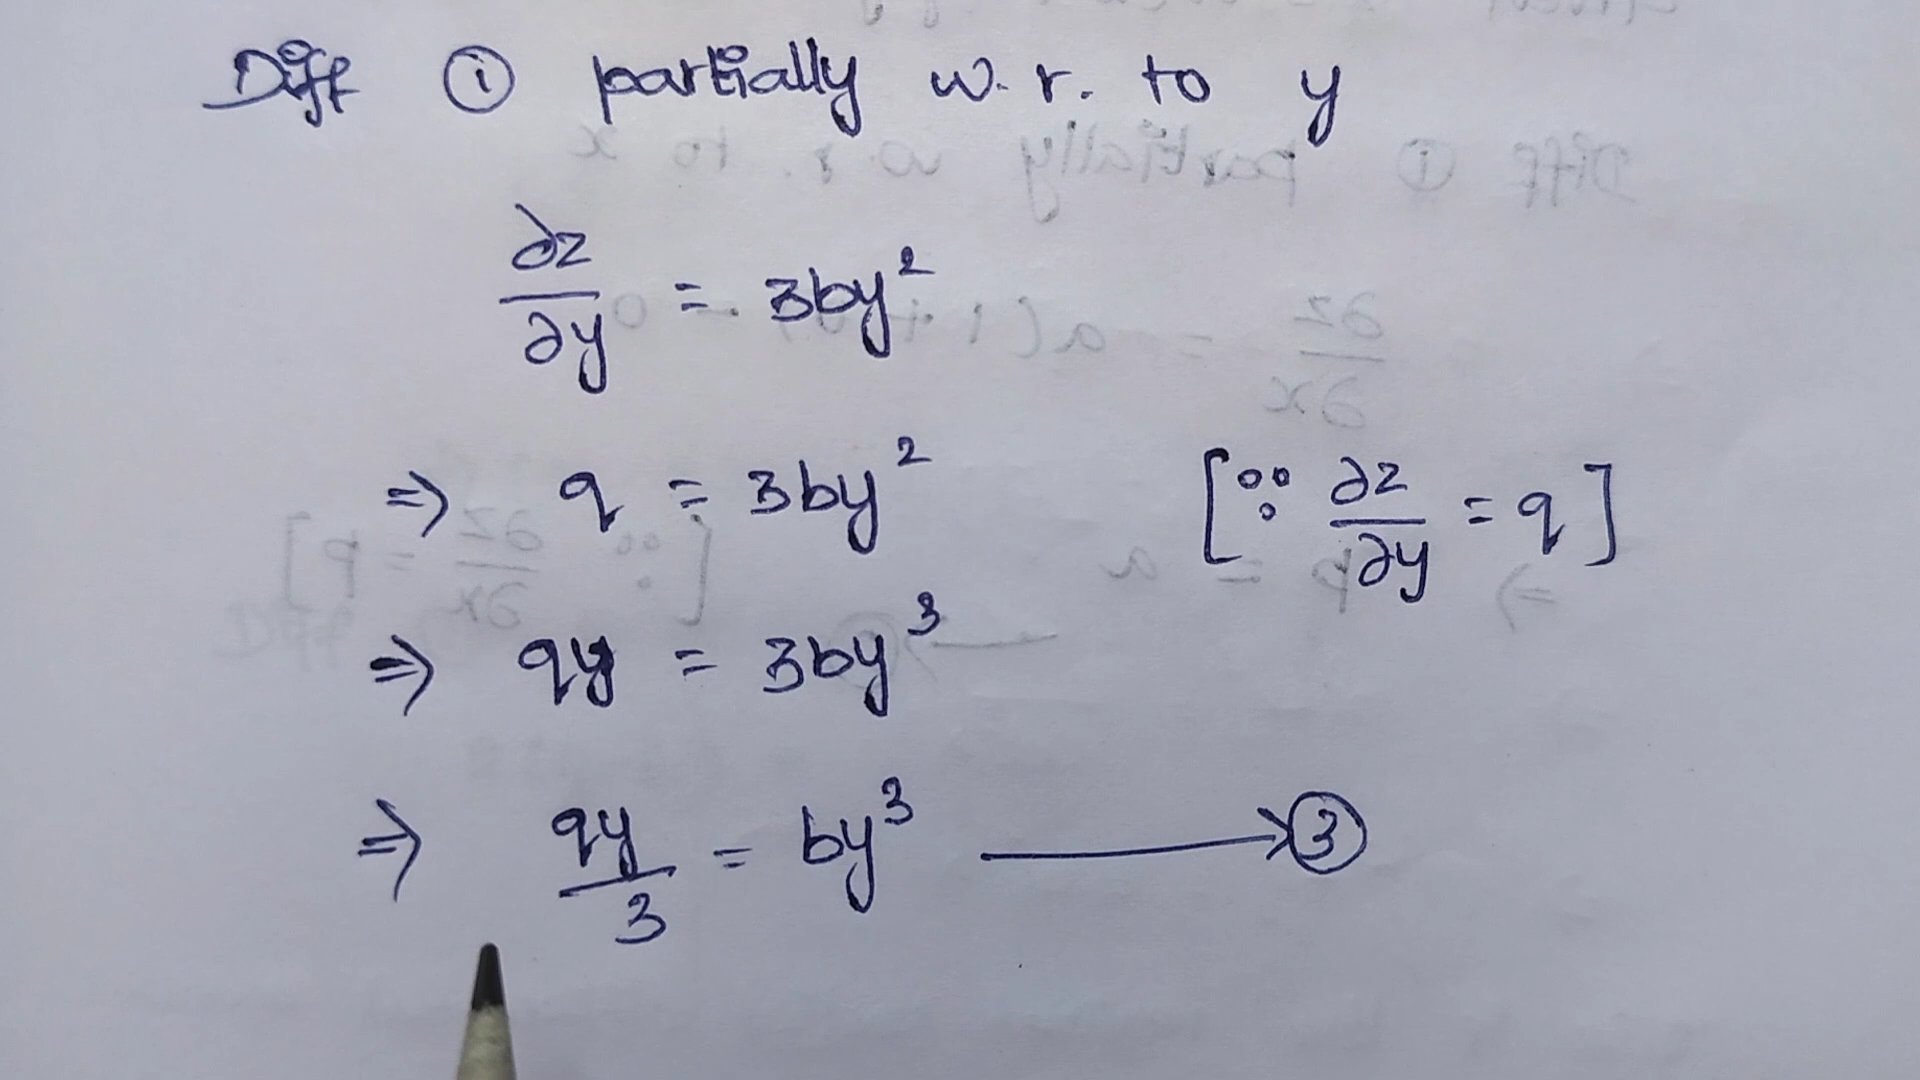 Diff ① partially w.r. to y
∂z/∂y = 3by²
⇒ q = 3by² [∵ ∂z/∂y = q]
⇒ qy = 3by³
⇒ qy/3 = by³ ⟶ ③